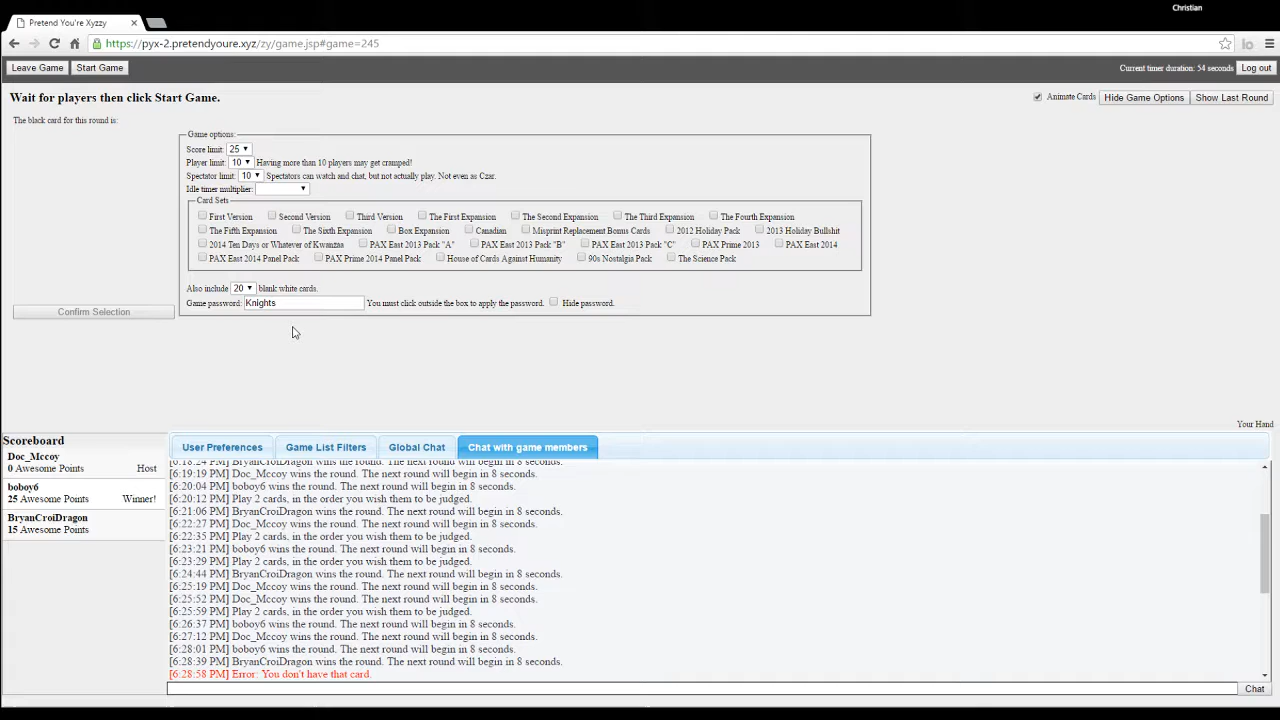 Christian
Pretend You're Xyzzy
https://pyx-2.pretendyoure.xyz/zy/game.jsp#game=245
Leave Game Start Game Current timer duration: 54 seconds Log out
Wait for players then click Start Game. Animate Cards Hide Game Options Show Last Round
The black card for this round is:
Game options:
Score limit: 25
Player limit: 10 Having more than 10 players may get cramped!
Spectator limit: 10 Spectators can watch and chat, but not actually play. Not even as Czar.
Idle timer multiplier:
Card Sets
First Version Second Version Third Version The First Expansion The Second Expansion The Third Expansion The Fourth Expansion
The Fifth Expansion The Sixth Expansion Box Expansion Canadian Misprint Replacement Bonus Cards 2012 Holiday Pack 2013 Holiday Bullshit
2014 Ten Days or Whatever of Kwanzaa PAX East 2013 Pack "A" PAX East 2013 Pack "B" PAX East 2013 Pack "C" PAX Prime 2013 PAX East 2014
PAX East 2014 Panel Pack PAX Prime 2014 Panel Pack House of Cards Against Humanity 90s Nostalgia Pack The Science Pack
Also include 20 blank white cards.
Game password: Knights You must click outside the box to apply the password. Hide password.
Confirm Selection
Your Hand
Scoreboard
Doc_Mccoy
0 Awesome Points Host
boboy6
25 Awesome Points Winner!
BryanCroiDragon
15 Awesome Points
User Preferences Game List Filters Global Chat Chat with game members
[6:18:24 PM] BryanCroiDragon wins the round. The next round will begin in 8 seconds.
[6:19:19 PM] Doc_Mccoy wins the round. The next round will begin in 8 seconds.
[6:20:04 PM] boboy6 wins the round. The next round will begin in 8 seconds.
[6:20:12 PM] Play 2 cards, in the order you wish them to be judged.
[6:21:06 PM] BryanCroiDragon wins the round. The next round will begin in 8 seconds.
[6:22:27 PM] Doc_Mccoy wins the round. The next round will begin in 8 seconds.
[6:22:35 PM] Play 2 cards, in the order you wish them to be judged.
[6:23:21 PM] boboy6 wins the round. The next round will begin in 8 seconds.
[6:23:29 PM] Play 2 cards, in the order you wish them to be judged.
[6:24:44 PM] BryanCroiDragon wins the round. The next round will begin in 8 seconds.
[6:25:19 PM] Doc_Mccoy wins the round. The next round will begin in 8 seconds.
[6:25:52 PM] Doc_Mccoy wins the round. The next round will begin in 8 seconds.
[6:25:59 PM] Play 2 cards, in the order you wish them to be judged.
[6:26:37 PM] boboy6 wins the round. The next round will begin in 8 seconds.
[6:27:12 PM] Doc_Mccoy wins the round. The next round will begin in 8 seconds.
[6:28:01 PM] boboy6 wins the round. The next round will begin in 8 seconds.
[6:28:39 PM] BryanCroiDragon wins the round. The next round will begin in 8 seconds.
[6:28:58 PM] Error: You don't have that card.
Chat